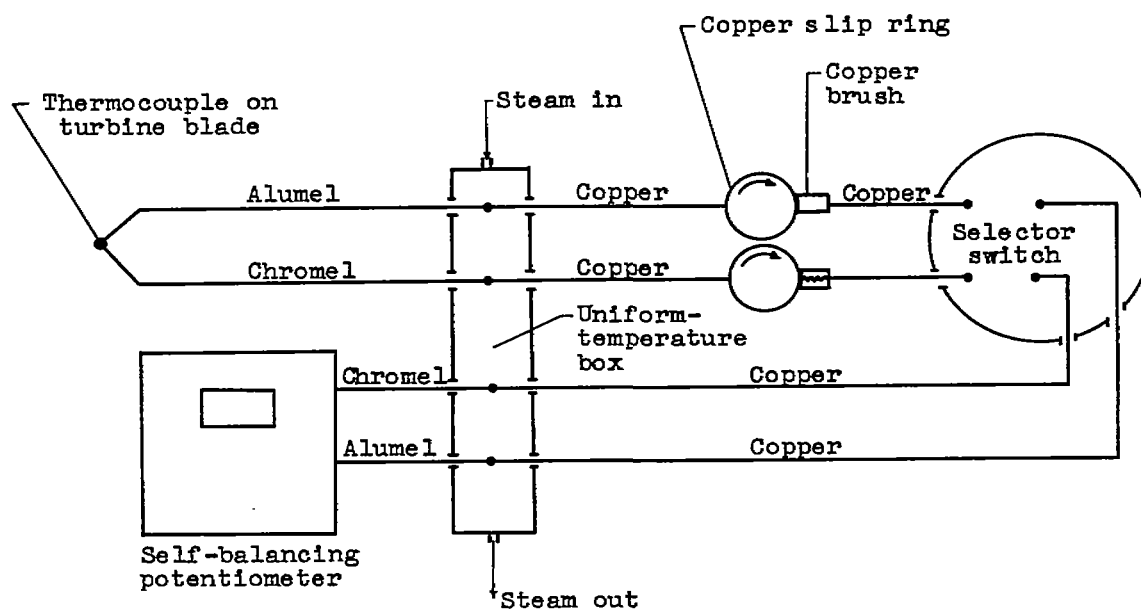 Copper slip ring
Copper
brush
Thermocouple on
turbine blade
Steam in
Alumel
Copper
Copper
Selector
switch
Chromel
Copper
Uniform-
temperature
box
Chromel
Copper
Alumel
Copper
Self-balancing
potentiometer
Steam out